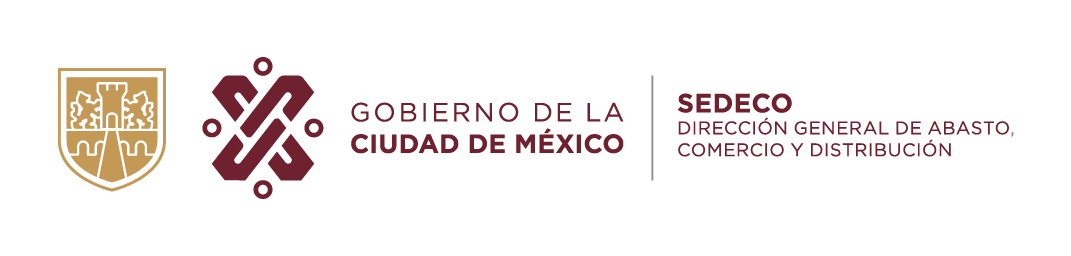 GOBIERNO DE LA
CIUDAD DE MÉXICO
SEDECO
DIRECCIÓN GENERAL DE ABASTO,
COMERCIO Y DISTRIBUCIÓN